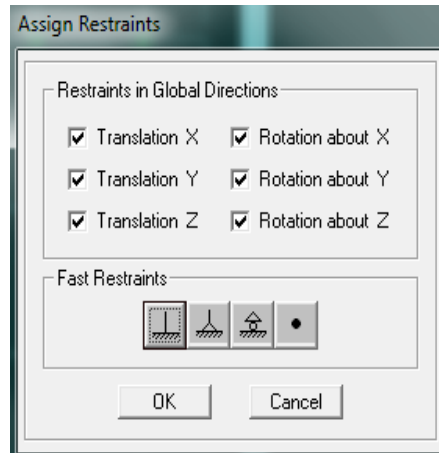 Assign Restraints
Restraints in Global Directions
Translation X Rotation about X
Translation Y Rotation about Y
Translation Z Rotation about Z
Fast Restraints
OK Cancel